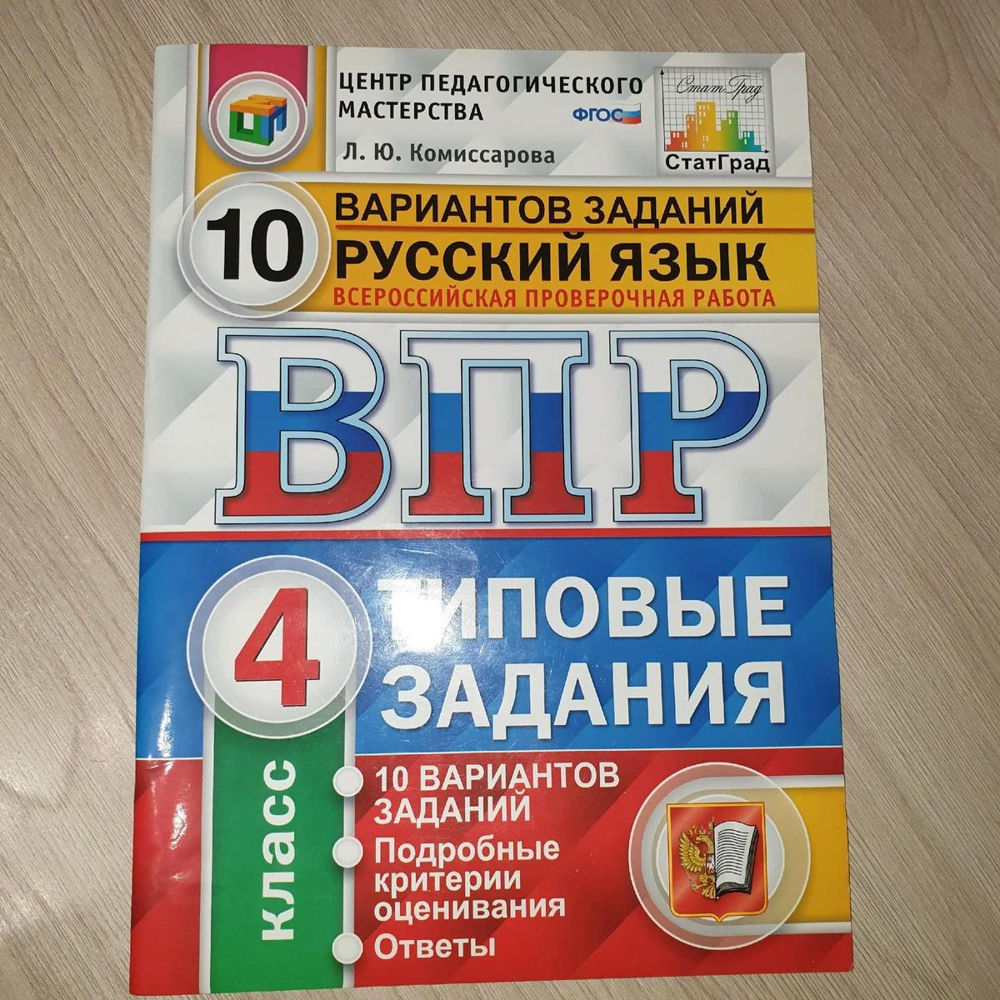 ЦЕНТР ПЕДАГОГИЧЕСКОГО
МАСТЕРСТВА
ФГОС
Л. Ю. Комиссарова
СтатГрад
СтатГрад
10
ВАРИАНТОВ ЗАДАНИЙ
РУССКИЙ ЯЗЫК
ВСЕРОССИЙСКАЯ ПРОВЕРОЧНАЯ РАБОТА
ВПР
4
класс
ТИПОВЫЕ
ЗАДАНИЯ
10 ВАРИАНТОВ
ЗАДАНИЙ
Подробные
критерии
оценивания
Ответы